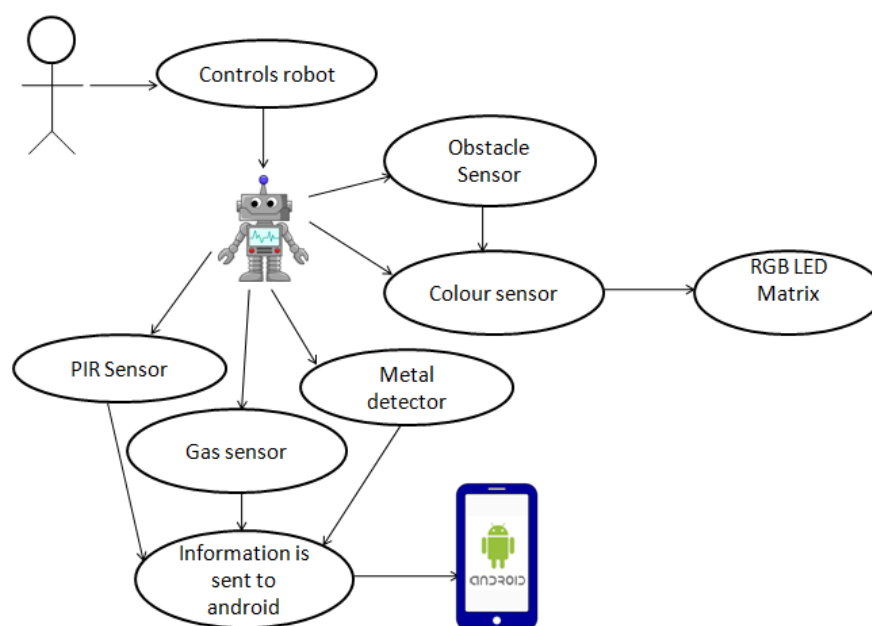 Controls robot
Obstacle
Sensor
Colour sensor
RGB LED
Matrix
PIR Sensor
Metal
detector
Gas sensor
Information is
sent to
android
ANDROID